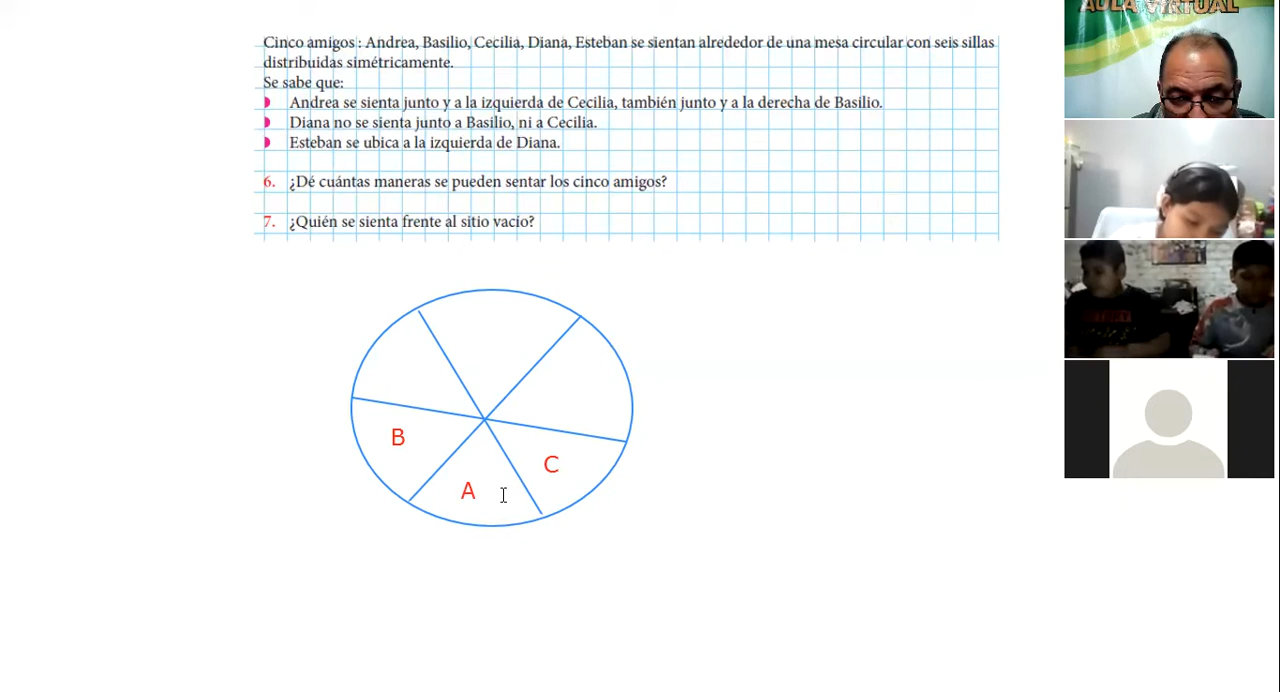 AULA VIRTUAL
Cinco amigos : Andrea, Basilio, Cecilia, Diana, Esteban se sientan alrededor de una mesa circular con seis sillas
distribuidas simétricamente.
Se sabe que:
Andrea se sienta junto y a la izquierda de Cecilia, también junto y a la derecha de Basilio.
Diana no se sienta junto a Basilio, ni a Cecilia.
Esteban se ubica a la izquierda de Diana.
6. ¿Dé cuántas maneras se pueden sentar los cinco amigos?
7. ¿Quién se sienta frente al sitio vacío?
B
C
A